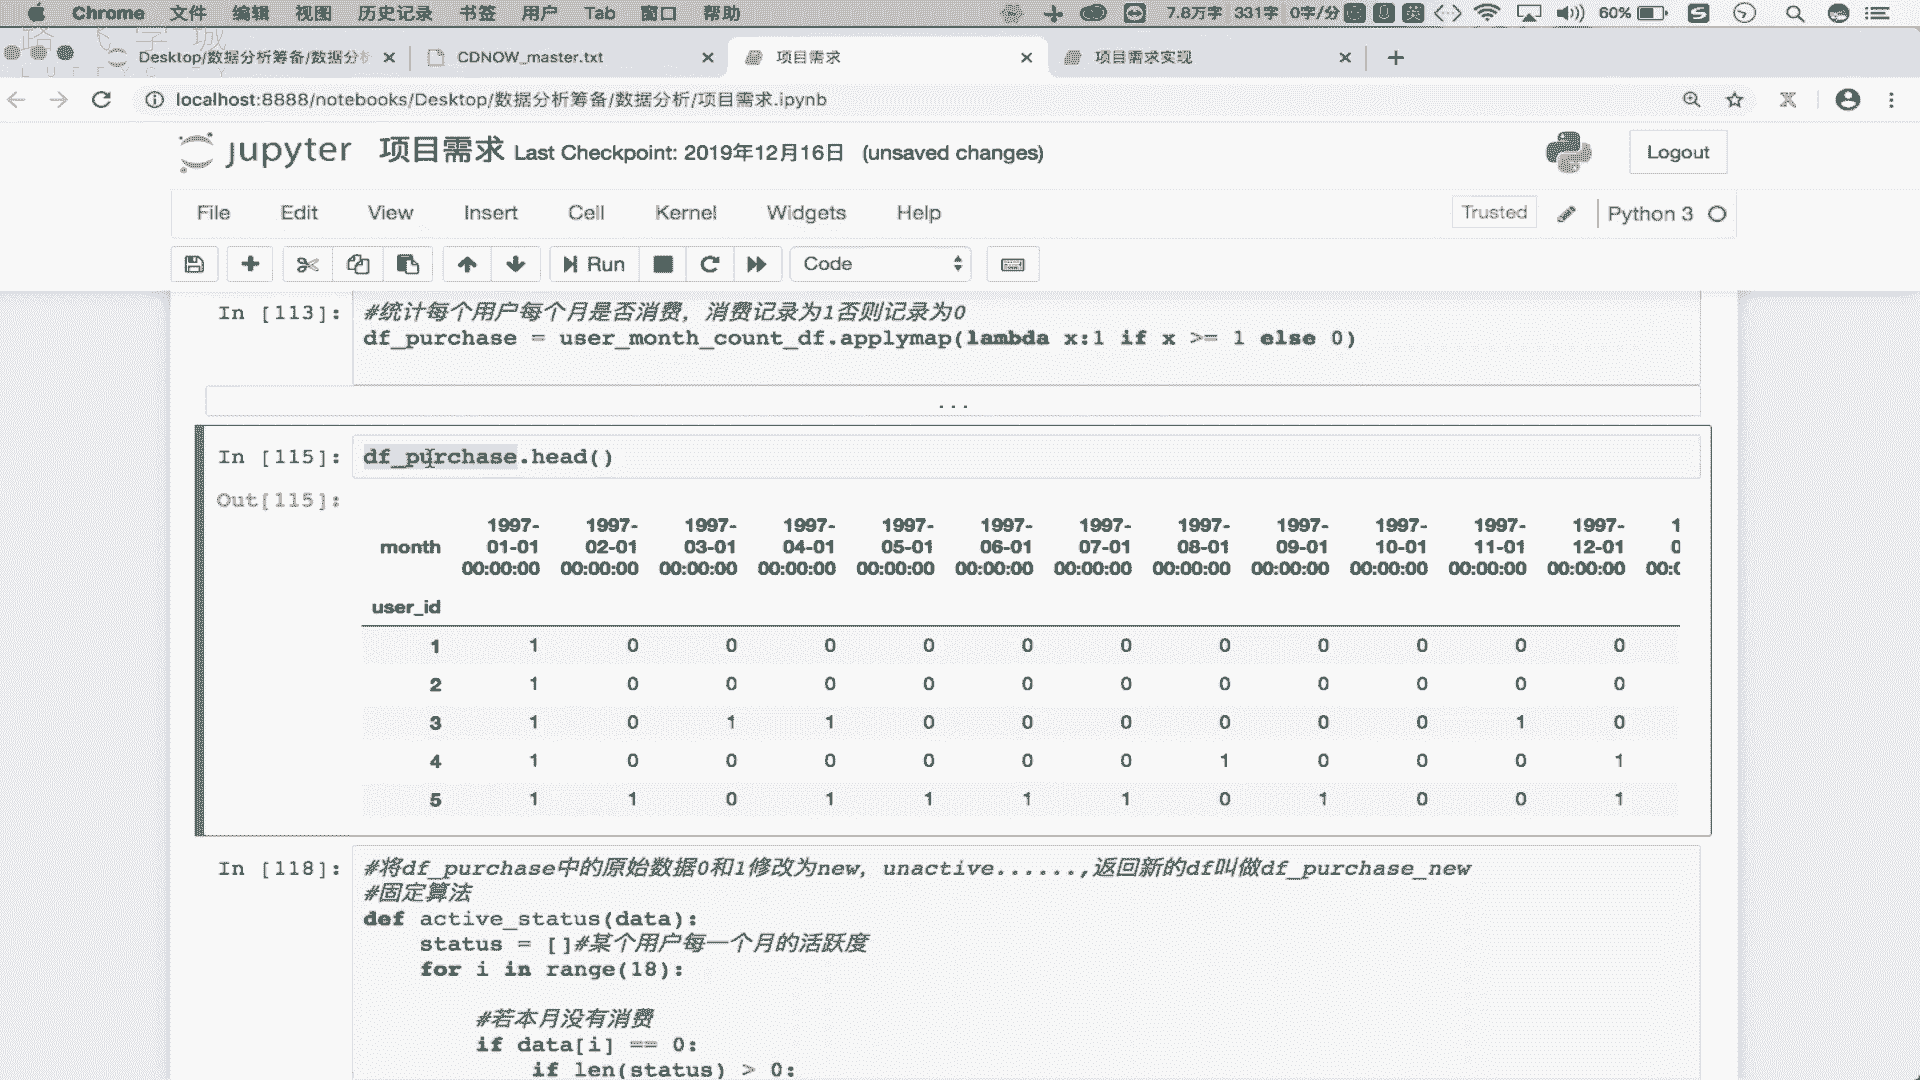 Chrome 文件 编辑 视图 历史记录 书签 用户 Tab 窗口 帮助 7.8万字 331字 0字/分 英 60%
Desktop/数据分析筹备/数据分 CDNOW_master.txt 项目需求 项目需求实现
localhost:8888/notebooks/Desktop/数据分析筹备/数据分析/项目需求.ipynb
jupyter 项目需求 Last Checkpoint: 2019年12月16日 (unsaved changes) Logout
File Edit View Insert Cell Kernel Widgets Help Trusted Python 3
Run Code
In [113]: #统计每个用户每个月是否消费，消费记录为1否则记录为0
df_purchase = user_month_count_df.applymap(lambda x:1 if x >= 1 else 0)
...
In [115]: df_purchase.head()
Out[115]:
1997- 1997- 1997- 1997- 1997- 1997- 1997- 1997- 1997- 1997- 1997- 1997- 1
month 01-01 02-01 03-01 04-01 05-01 06-01 07-01 08-01 09-01 10-01 11-01 12-01 0
00:00:00 00:00:00 00:00:00 00:00:00 00:00:00 00:00:00 00:00:00 00:00:00 00:00:00 00:00:00 00:00:00 00:00:00 00:(
user_id
1 1 0 0 0 0 0 0 0 0 0 0 0
2 1 0 0 0 0 0 0 0 0 0 0 0
3 1 0 1 1 0 0 0 0 0 0 1 0
4 1 0 0 0 0 0 0 1 0 0 0 1
5 1 1 0 1 1 1 1 0 1 0 0 1
In [118]: #将df_purchase中的原始数据0和1修改为new，unactive......,返回新的df叫做df_purchase_new
#固定算法
def active_status(data):
status = []#某个用户每一个月的活跃度
for i in range(18):
#若本月没有消费
if data[i] == 0:
if len(status) > 0: